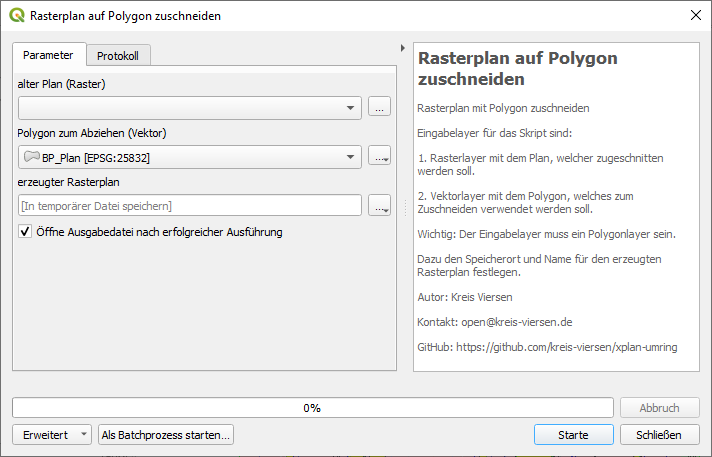 Rasterplan auf Polygon zuschneiden
Parameter
Protokoll
alter Plan (Raster)
...
Polygon zum Abziehen (Vektor)
BP_Plan [EPSG:25832]
...
erzeugter Rasterplan
[In temporärer Datei speichern]
...
Öffne Ausgabedatei nach erfolgreicher Ausführung
Rasterplan auf Polygon
zuschneiden
Rasterplan mit Polygon zuschneiden
Eingabelayer für das Skript sind:
1. Rasterlayer mit dem Plan, welcher zugeschnitten
werden soll.
2. Vektorlayer mit dem Polygon, welches zum
Zuschneiden verwendet werden soll.
Wichtig: Der Eingabelayer muss ein Polygonlayer sein.
Dazu den Speicherort und Name für den erzeugten
Rasterplan festlegen.
Autor: Kreis Viersen
Kontakt: open@kreis-viersen.de
GitHub: https://github.com/kreis-viersen/xplan-umring
0%
Abbruch
Erweitert
Als Batchprozess starten...
Starte
Schließen